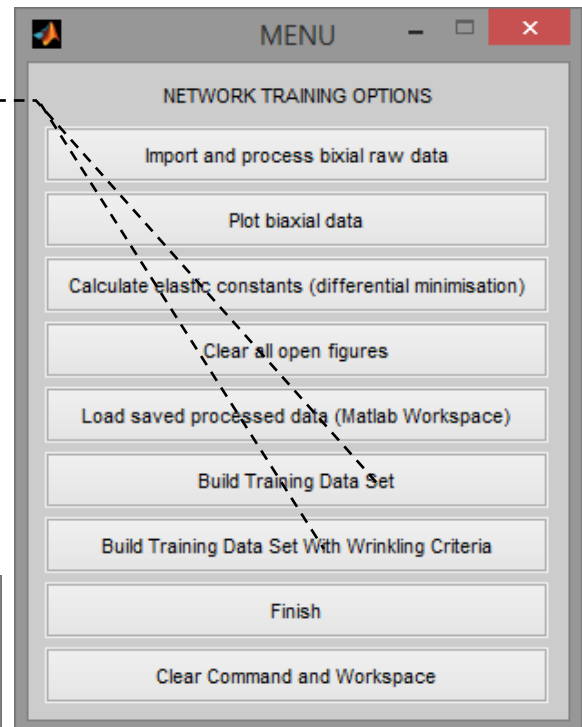 MENU
NETWORK TRAINING OPTIONS
Import and process bixial raw data
Plot biaxial data
Calculate elastic constants (differential minimisation)
Clear all open figures
Load saved processed data (Matlab Workspace)
Build Training Data Set
Build Training Data Set With Wrinkling Criteria
Finish
Clear Command and Workspace